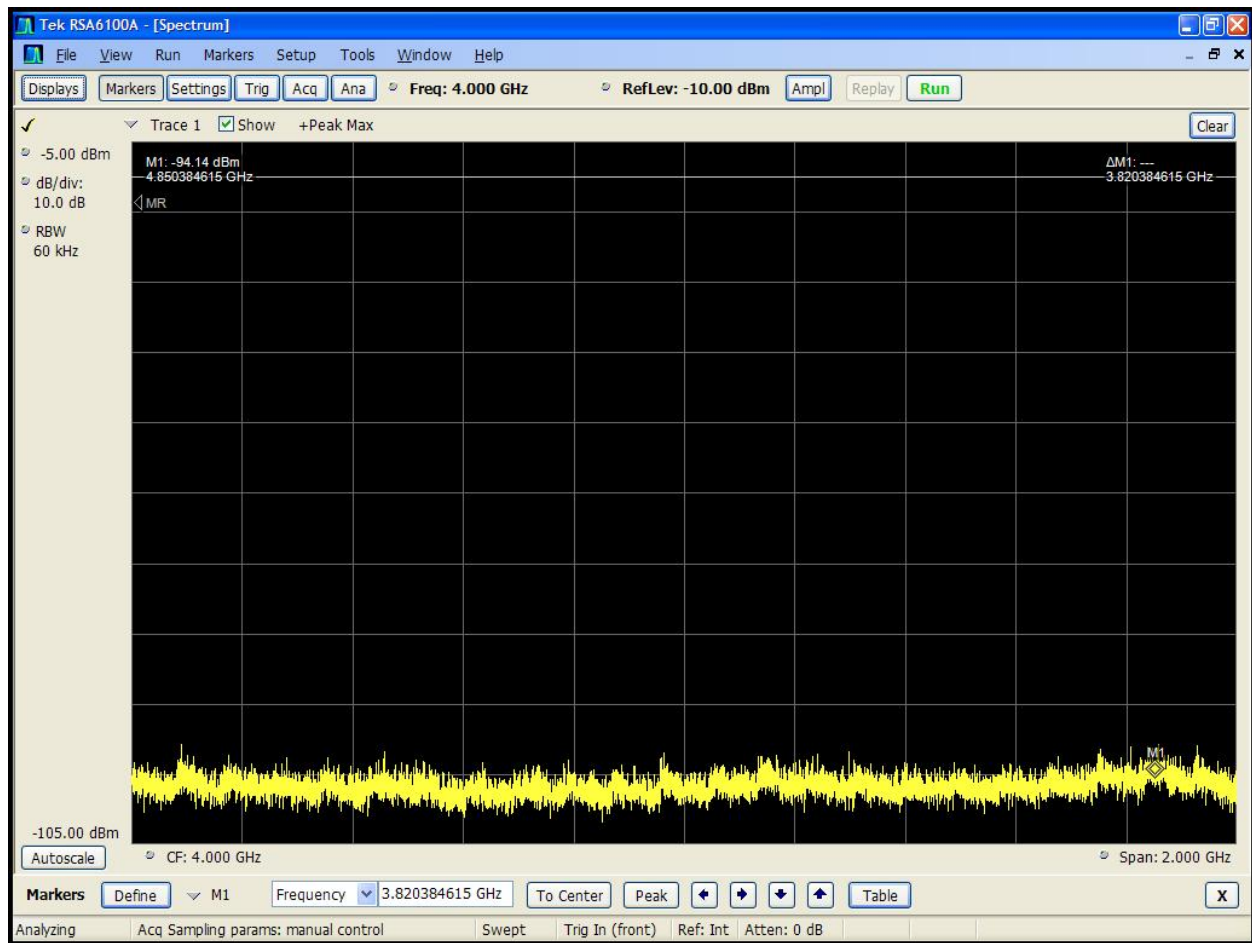 Tek RSA6100A - [Spectrum]
File View Run Markers Setup Tools Window Help
Displays Markers Settings Trig Acq Ana Freq: 4.000 GHz RefLev: -10.00 dBm Ampl Replay Run
Trace 1 Show +Peak Max Clear
-5.00 dBm
dB/div:
10.0 dB
RBW
60 kHz
M1: -94.14 dBm
4.850384615 GHz
ΔM1: ---
3.820384615 GHz
MR
M1
-105.00 dBm
Autoscale CF: 4.000 GHz Span: 2.000 GHz
Markers Define M1 Frequency 3.820384615 GHz To Center Peak Table X
Analyzing Acq Sampling params: manual control Swept Trig In (front) Ref: Int Atten: 0 dB